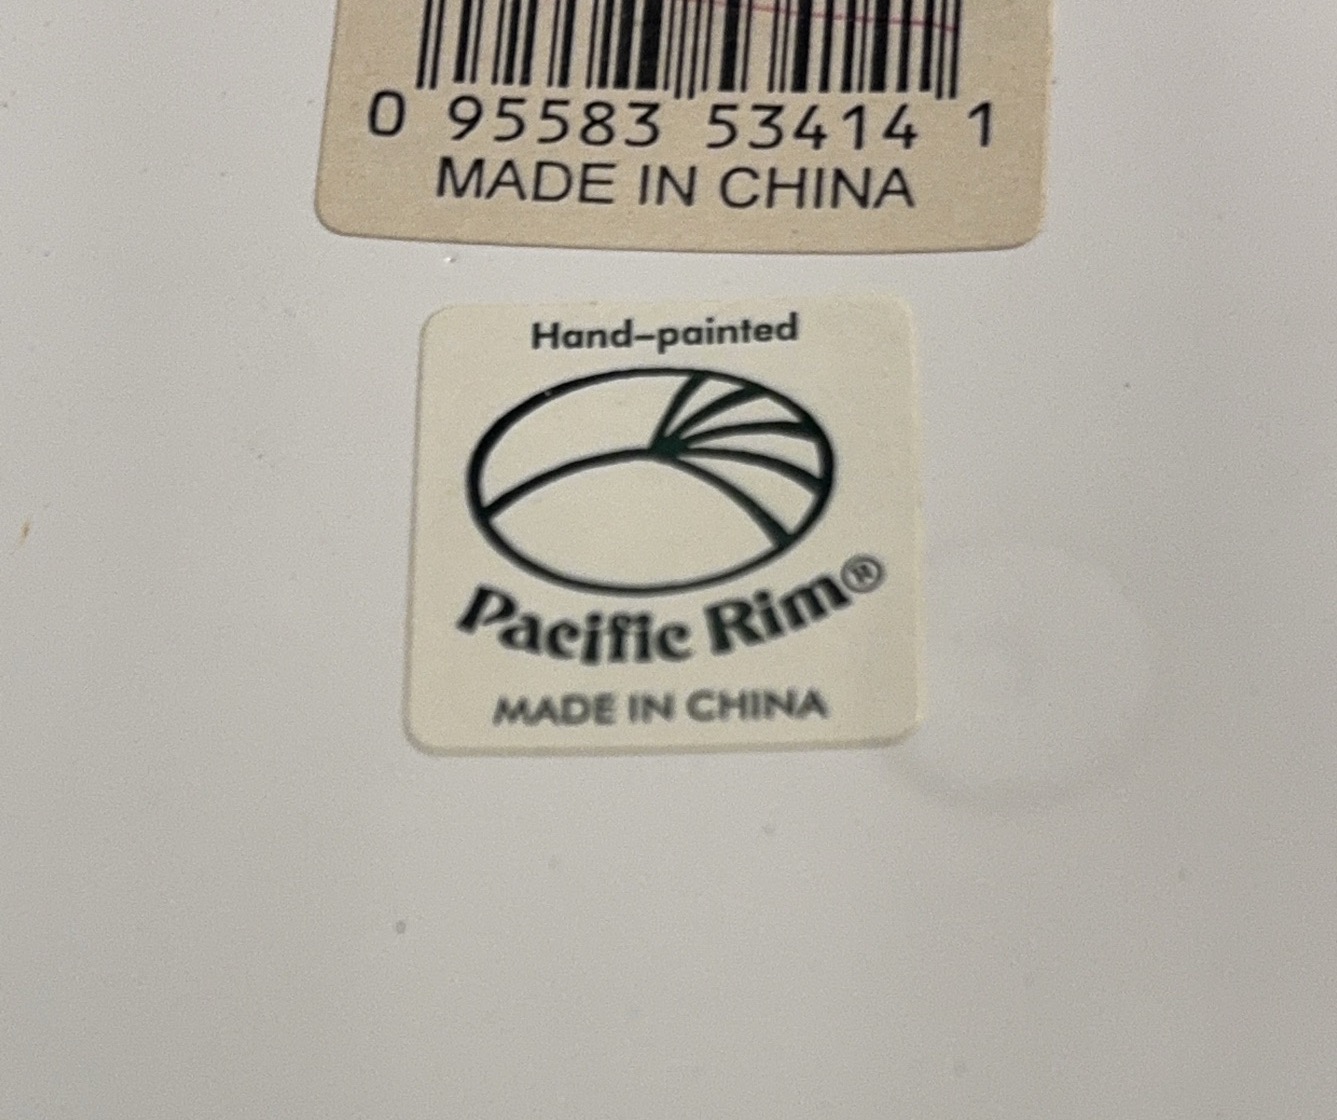 0 95583 53414 1
MADE IN CHINA
Hand-painted
Pacific Rim®
MADE IN CHINA